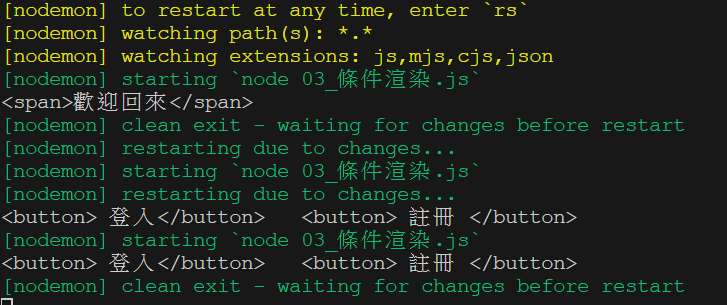 [nodemon] to restart at any time, enter `rs`
[nodemon] watching path(s): *.*
[nodemon] watching extensions: js,mjs,cjs,json
[nodemon] starting `node 03_條件渲染.js`
<span>歡迎回來</span>
[nodemon] clean exit - waiting for changes before restart
[nodemon] restarting due to changes...
[nodemon] starting `node 03_條件渲染.js`
[nodemon] restarting due to changes...
<button> 登入</button>   <button> 註冊 </button>
[nodemon] starting `node 03_條件渲染.js`
<button> 登入</button>   <button> 註冊 </button>
[nodemon] clean exit - waiting for changes before restart